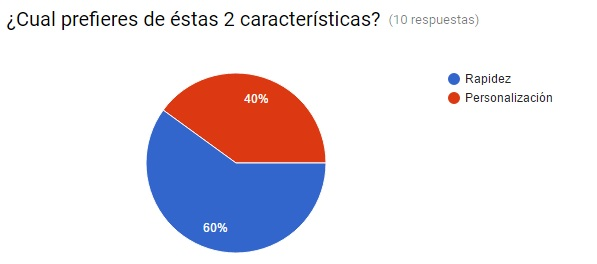 ¿Cual prefieres de éstas 2 características? (10 respuestas)
Rapidez
Personalización
40%
60%